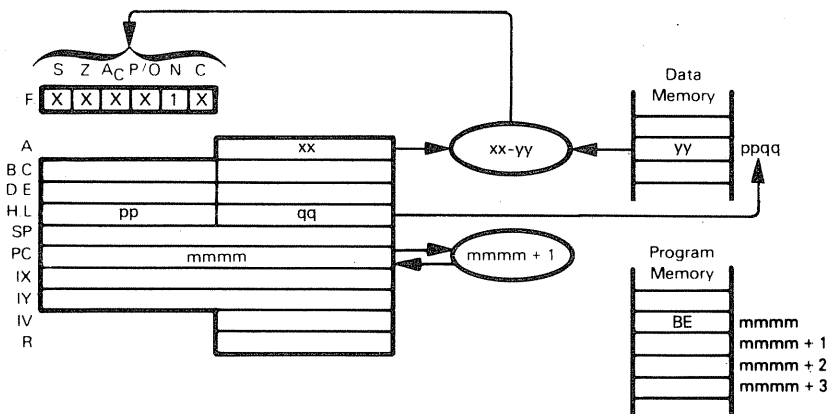 S Z AC P/O N C
F X X X X 1 X
Data
Memory
A xx
xx-yy
yy ppqq
B C
D E
H L pp qq
SP
PC mmmm
mmmm + 1
IX
IY
IV
R
Program
Memory
BE mmmm
mmmm + 1
mmmm + 2
mmmm + 3